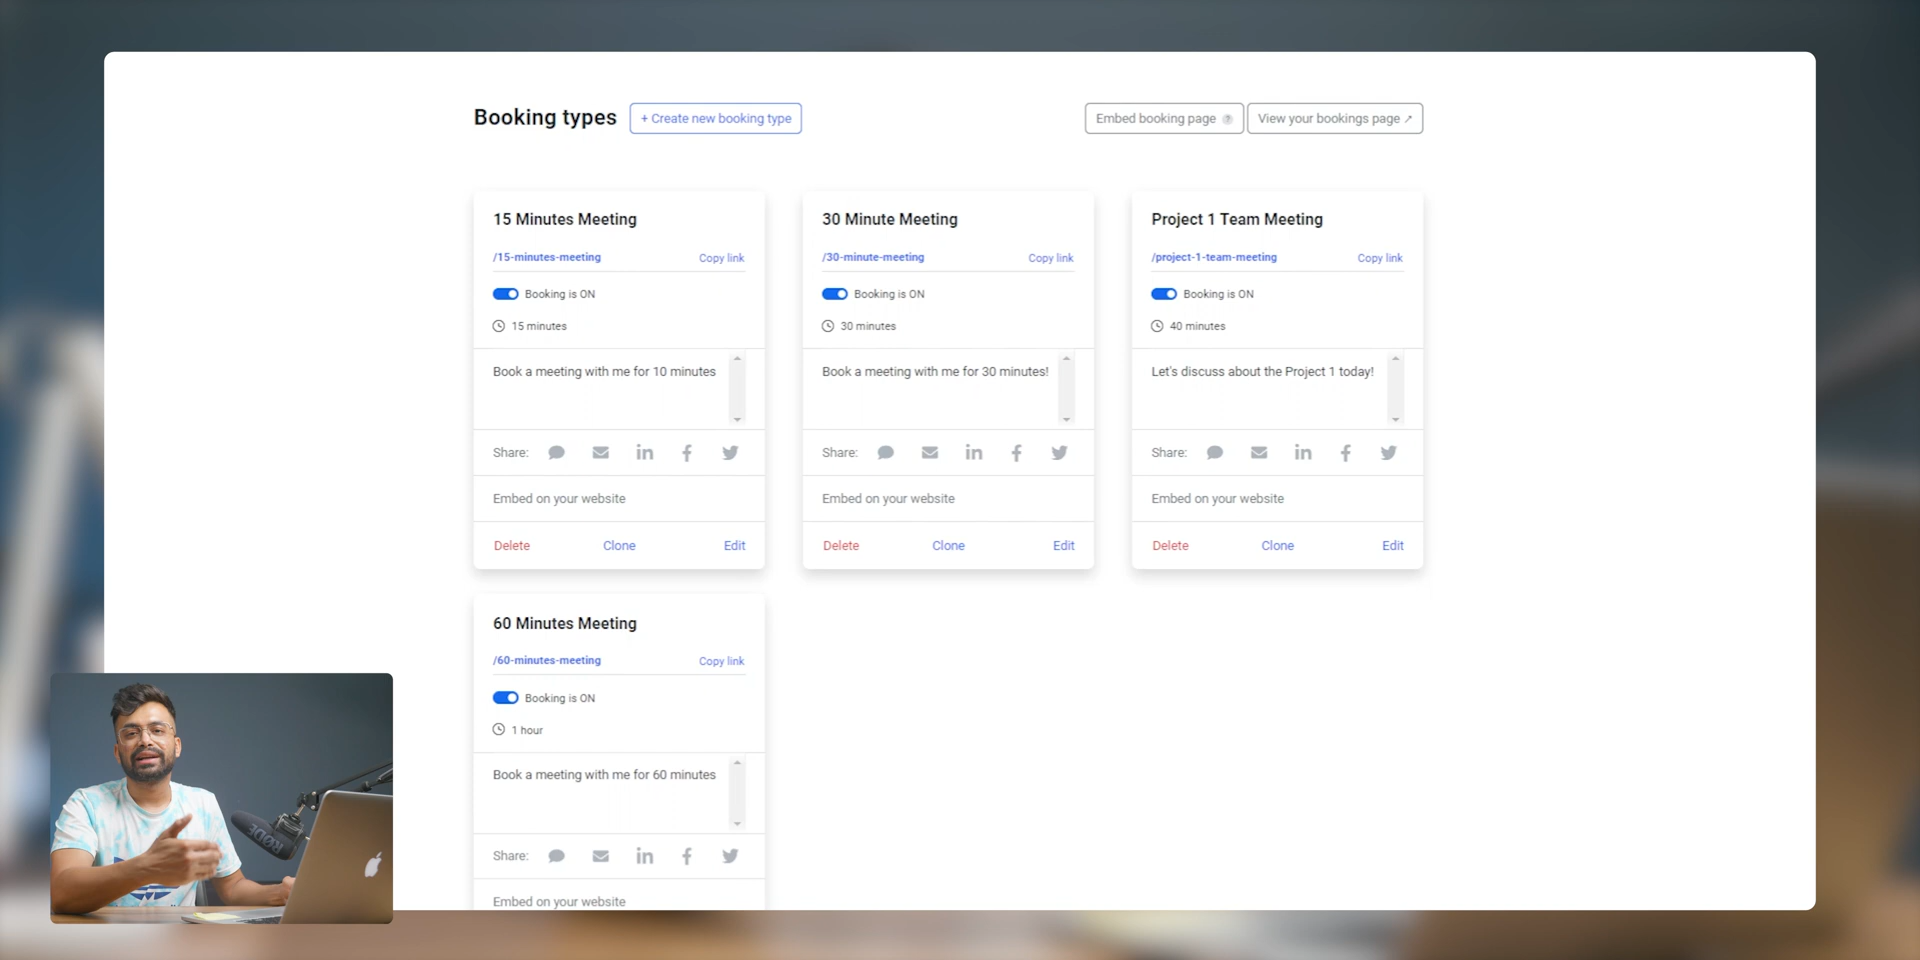 Booking types
+ Create new booking type
Embed booking page ?
View your bookings page ↗
15 Minutes Meeting
/15-minutes-meeting
Copy link
Booking is ON
15 minutes
Book a meeting with me for 10 minutes
Share:
Embed on your website
Delete
Clone
Edit
30 Minute Meeting
/30-minute-meeting
Copy link
Booking is ON
30 minutes
Book a meeting with me for 30 minutes!
Share:
Embed on your website
Delete
Clone
Edit
Project 1 Team Meeting
/project-1-team-meeting
Copy link
Booking is ON
40 minutes
Let's discuss about the Project 1 today!
Share:
Embed on your website
Delete
Clone
Edit
60 Minutes Meeting
/60-minutes-meeting
Copy link
Booking is ON
1 hour
Book a meeting with me for 60 minutes
Share:
Embed on your website
RØDE